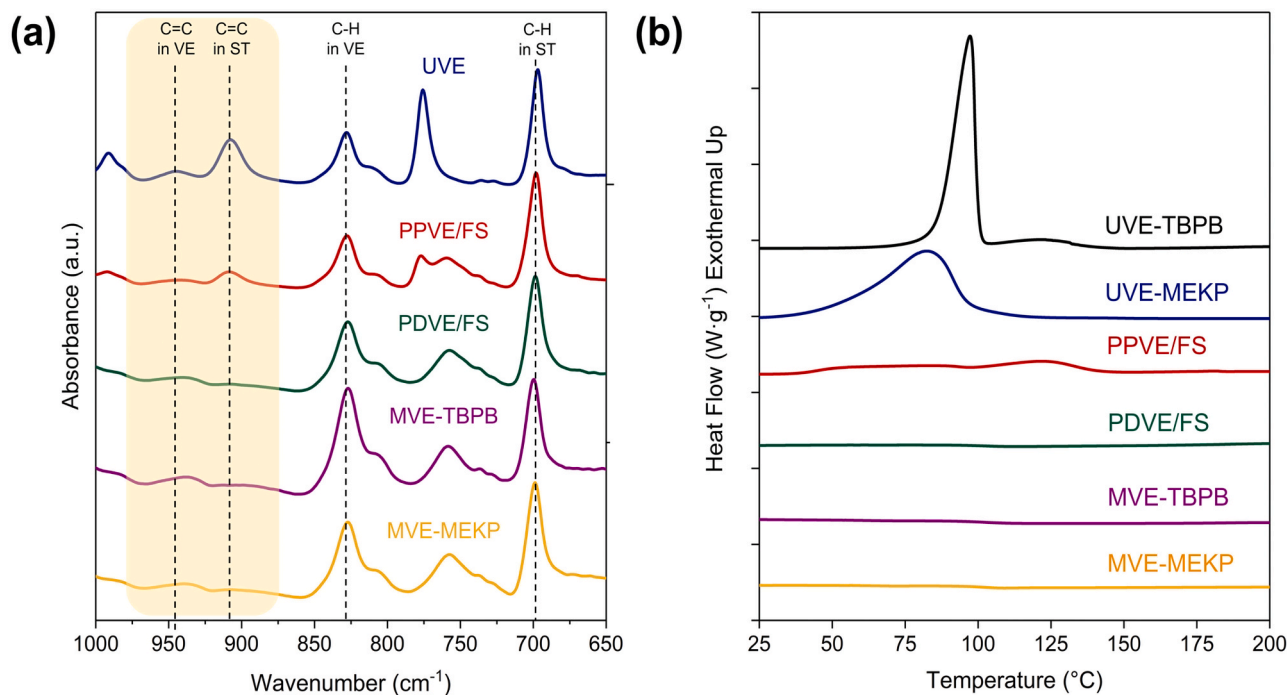 (a)
C=C
in VE
C=C
in ST
C-H
in VE
C-H
in ST
UVE
PPVE/FS
PDVE/FS
MVE-TBPB
MVE-MEKP
Absorbance (a.u.)
1000 950 900 850 800 750 700 650
Wavenumber (cm⁻¹)
(b)
UVE-TBPB
UVE-MEKP
PPVE/FS
PDVE/FS
MVE-TBPB
MVE-MEKP
Heat Flow (W·g⁻¹) Exothermal Up
25 50 75 100 125 150 175 200
Temperature (°C)